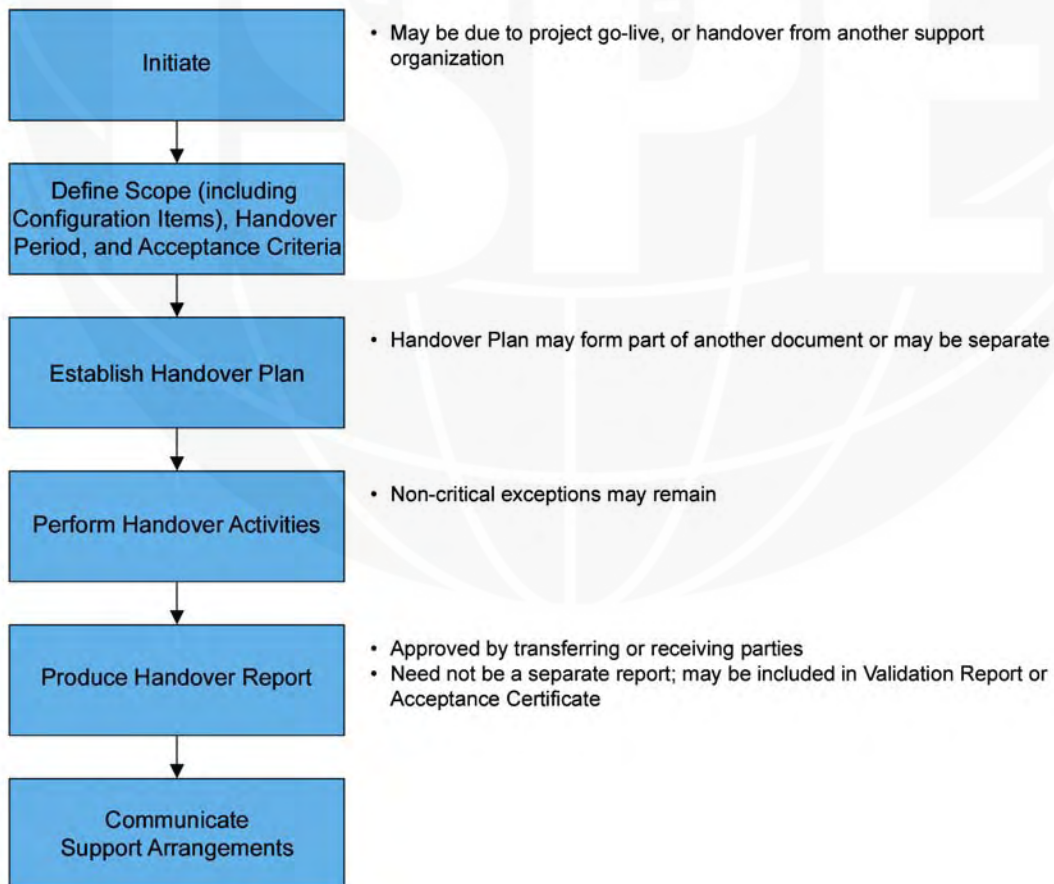 Initiate
• May be due to project go-live, or handover from another support
organization
Define Scope (including
Configuration Items), Handover
Period, and Acceptance Criteria
Establish Handover Plan
• Handover Plan may form part of another document or may be separate
Perform Handover Activities
• Non-critical exceptions may remain
Produce Handover Report
• Approved by transferring or receiving parties
• Need not be a separate report; may be included in Validation Report or
Acceptance Certificate
Communicate
Support Arrangements